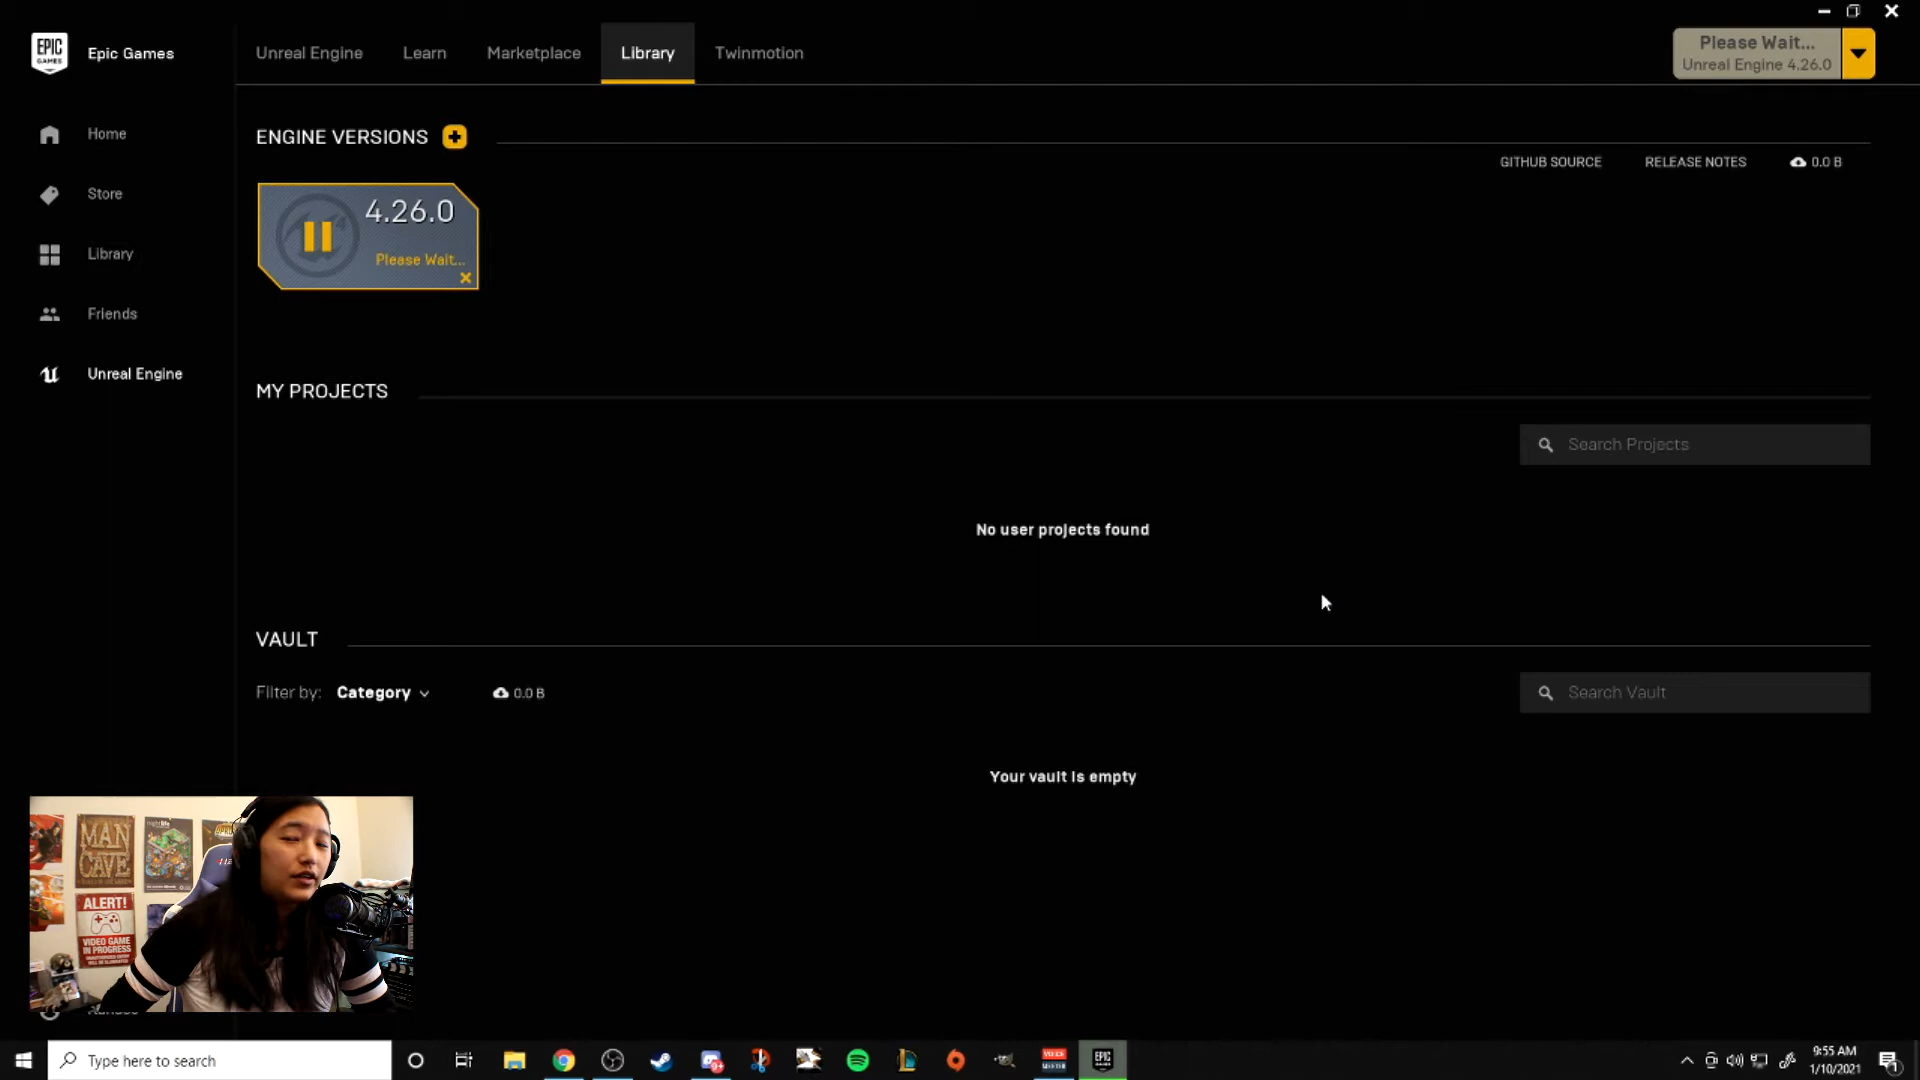 EPIC GAMES
Epic Games
Unreal Engine
Learn
Marketplace
Library
Twinmotion
Please Wait...
Unreal Engine 4.26.0
Home
Store
Library
Friends
Unreal Engine
ENGINE VERSIONS
GITHUB SOURCE
RELEASE NOTES
0.0 B
4.26.0
Please Wait...
MY PROJECTS
Search Projects
No user projects found
VAULT
Filter by:
Category
0.0 B
Search Vault
Your vault is empty
MAN
CAVE
ALERT!
VIDEO GAME
IN PROGRESS
Type here to search
EPIC
9:55 AM
1/10/2021
1